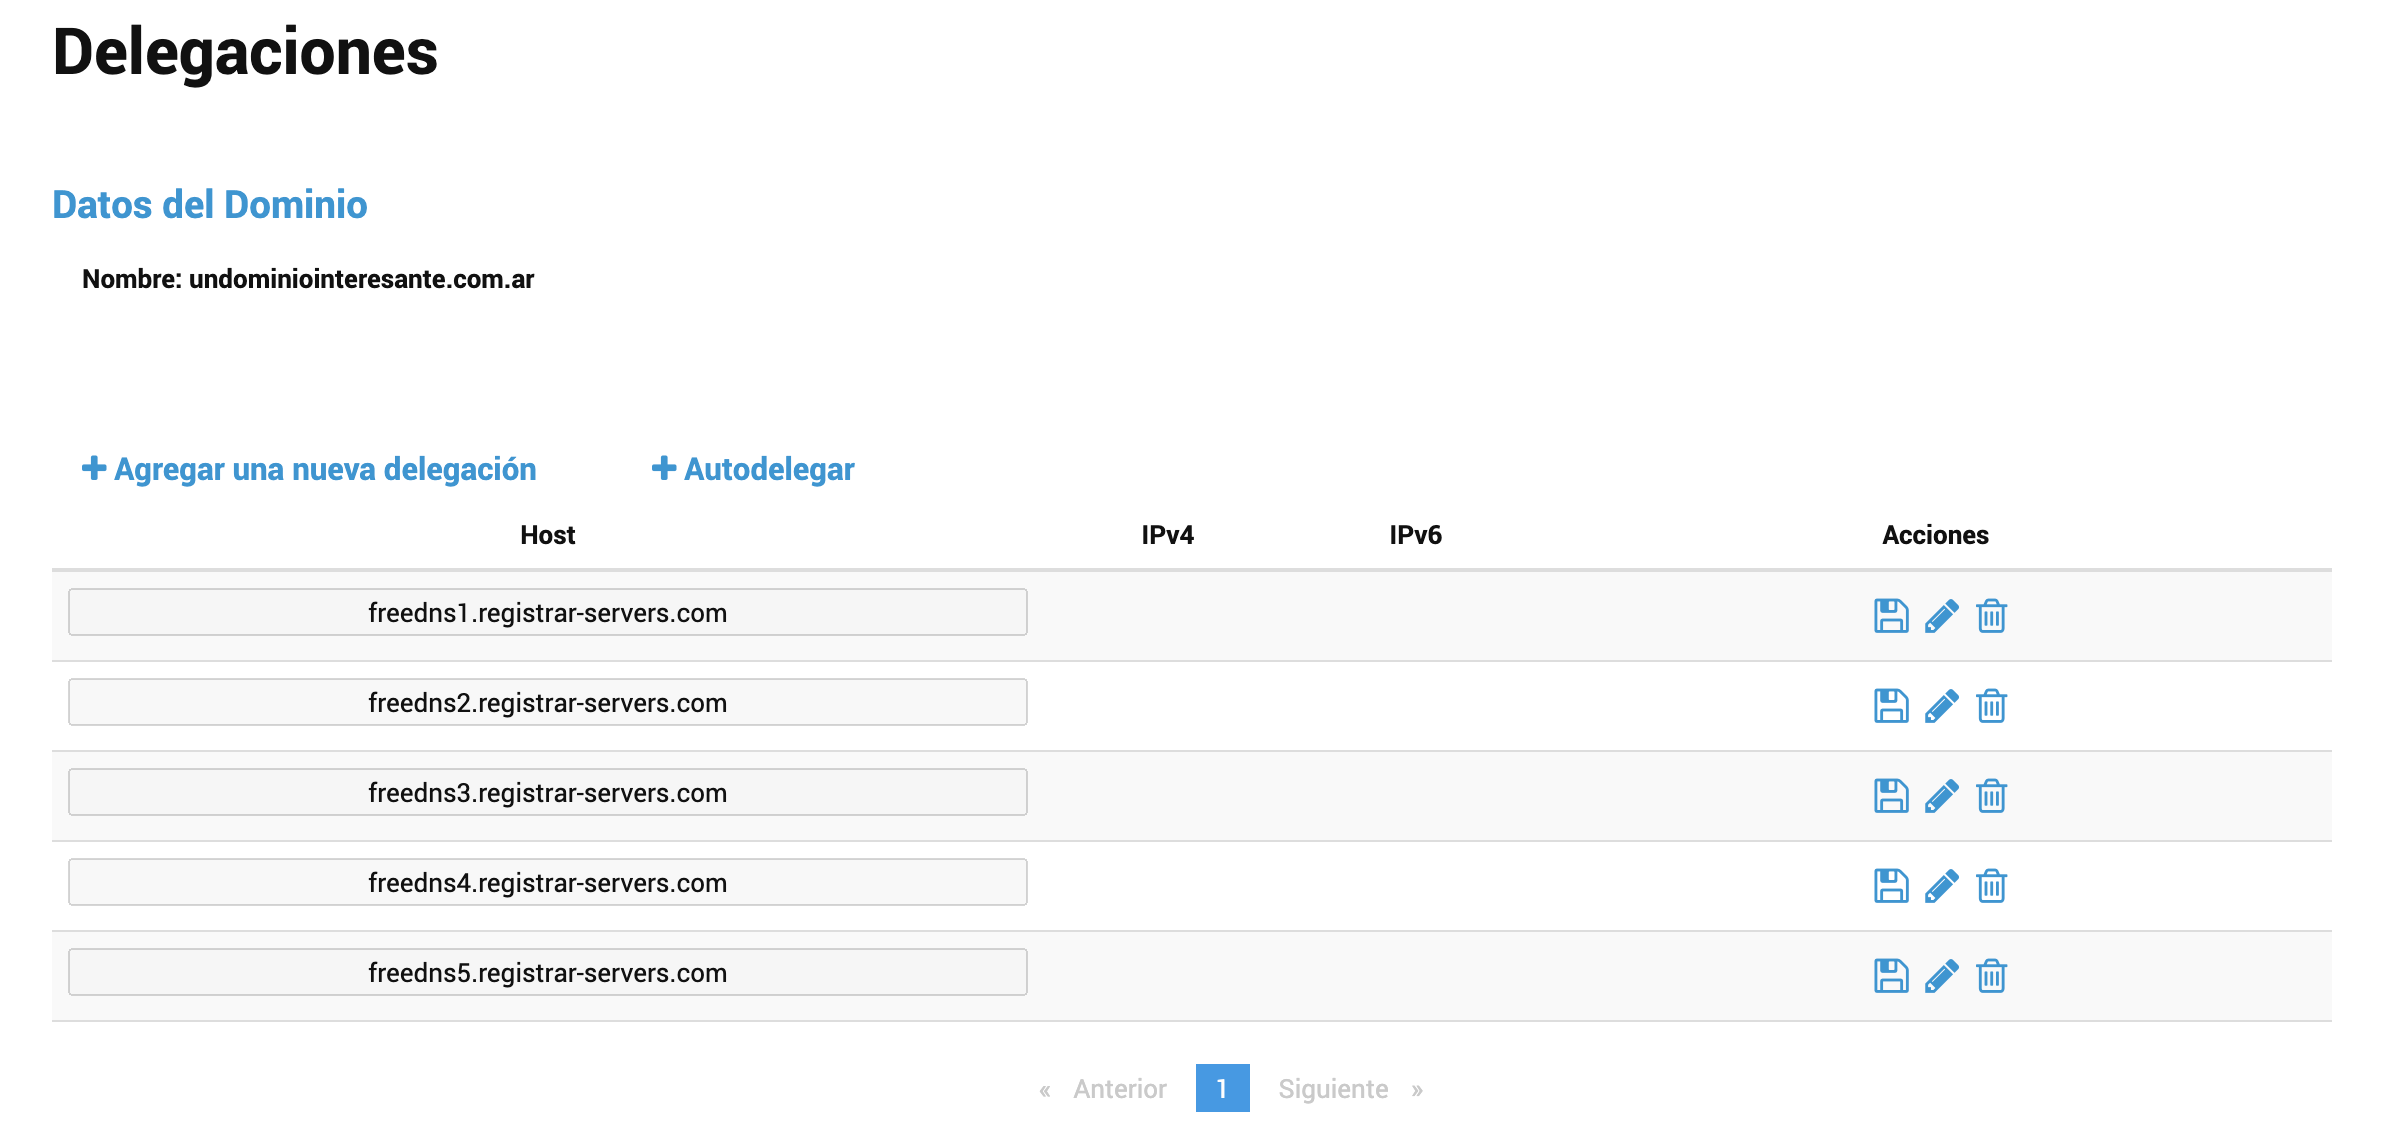 Delegaciones
Datos del Dominio
Nombre: undominiointeresante.com.ar
Agregar una nueva delegación Autodelegar
Host IPv4 IPv6 Acciones
freedns1.registrar-servers.com
freedns2.registrar-servers.com
freedns3.registrar-servers.com
freedns4.registrar-servers.com
freedns5.registrar-servers.com
« Anterior 1 Siguiente »